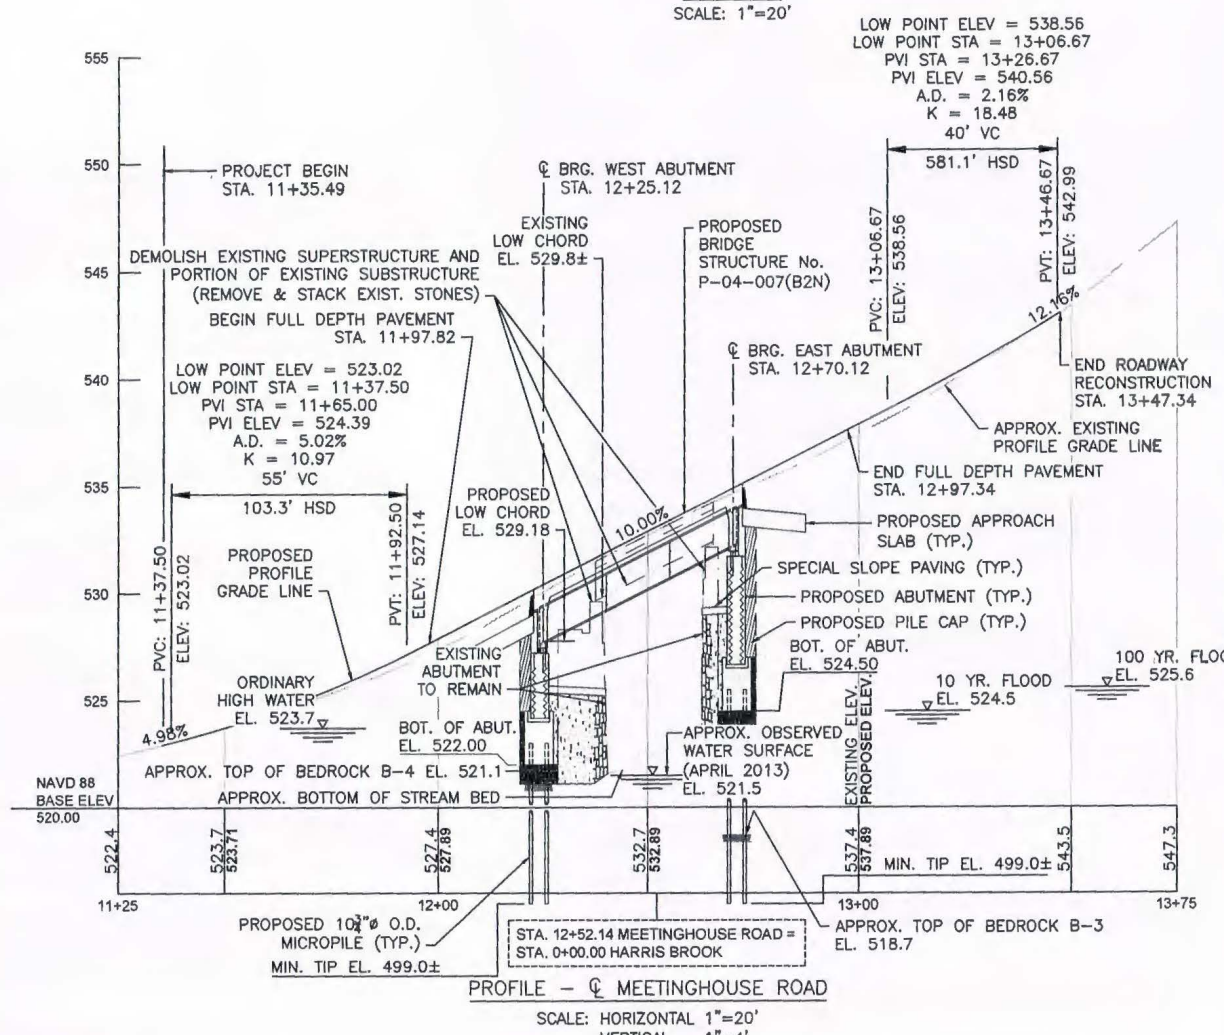 SCALE: 1"=20'
LOW POINT ELEV = 538.56
LOW POINT STA = 13+06.67
PVI STA = 13+26.67
PVI ELEV = 540.56
A.D. = 2.16%
K = 18.48
40' VC
581.1' HSD
PVC: 13+06.67
ELEV: 538.56
PVT: 13+46.67
ELEV: 542.99
12.16%
555
550
545
540
535
530
525
NAVD 88
BASE ELEV
520.00
PROJECT BEGIN
STA. 11+35.49
℄ BRG. WEST ABUTMENT
STA. 12+25.12
EXISTING
LOW CHORD
EL. 529.8±
PROPOSED
BRIDGE
STRUCTURE No.
P-04-007(B2N)
DEMOLISH EXISTING SUPERSTRUCTURE AND
PORTION OF EXISTING SUBSTRUCTURE
(REMOVE & STACK EXIST. STONES)
BEGIN FULL DEPTH PAVEMENT
STA. 11+97.82
℄ BRG. EAST ABUTMENT
STA. 12+70.12
END ROADWAY
RECONSTRUCTION
STA. 13+47.34
APPROX. EXISTING
PROFILE GRADE LINE
END FULL DEPTH PAVEMENT
STA. 12+97.34
LOW POINT ELEV = 523.02
LOW POINT STA = 11+37.50
PVI STA = 11+65.00
PVI ELEV = 524.39
A.D. = 5.02%
K = 10.97
55' VC
103.3' HSD
PVC: 11+37.50
ELEV: 523.02
PVT: 11+92.50
ELEV: 527.14
PROPOSED
PROFILE
GRADE LINE
PROPOSED
LOW CHORD
EL. 529.18
10.00%
PROPOSED APPROACH
SLAB (TYP.)
SPECIAL SLOPE PAVING (TYP.)
PROPOSED ABUTMENT (TYP.)
PROPOSED PILE CAP (TYP.)
BOT. OF ABUT.
EL. 524.50
EXISTING
ABUTMENT
TO REMAIN
ORDINARY
HIGH WATER
EL. 523.7
4.98%
BOT. OF ABUT.
EL. 522.00
APPROX. TOP OF BEDROCK B-4 EL. 521.1
APPROX. BOTTOM OF STREAM BED
APPROX. OBSERVED
WATER SURFACE
(APRIL 2013)
EL. 521.5
EXISTING ELEV.
PROPOSED ELEV.
10 YR. FLOOD
EL. 524.5
100 YR. FLOO
EL. 525.6
522.4
523.7
523.71
527.4
527.89
532.7
532.89
537.4
537.89
543.5
547.3
MIN. TIP EL. 499.0±
11+25
12+00
13+00
13+75
PROPOSED 10¾"ø O.D.
MICROPILE (TYP.)
MIN. TIP EL. 499.0±
STA. 12+52.14 MEETINGHOUSE ROAD =
STA. 0+00.00 HARRIS BROOK
APPROX. TOP OF BEDROCK B-3
EL. 518.7
PROFILE - ℄ MEETINGHOUSE ROAD
SCALE: HORIZONTAL 1"=20'